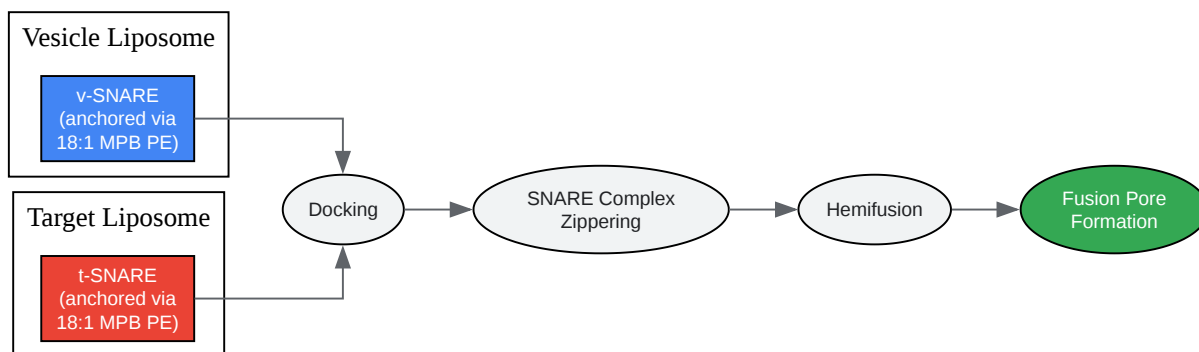 Vesicle Liposome
v-SNARE
(anchored via
18:1 MPB PE)
Target Liposome
t-SNARE
(anchored via
18:1 MPB PE)
Docking
SNARE Complex
Zippering
Hemifusion
Fusion Pore
Formation